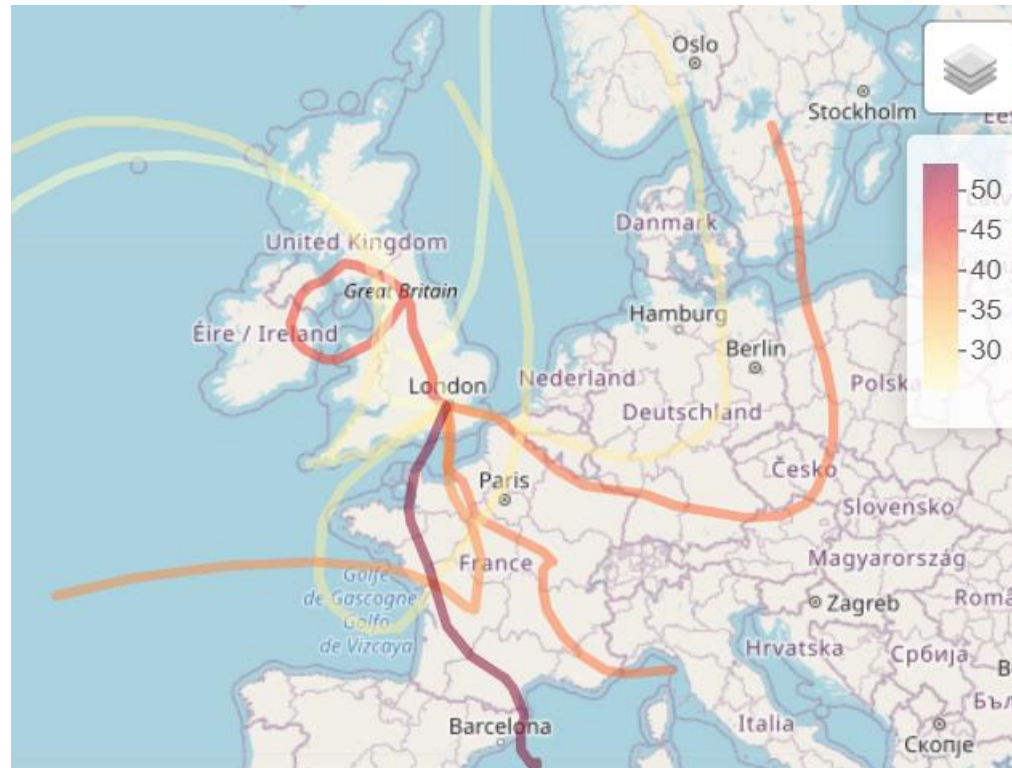 Oslo
Stockholm
50
45
40
35
30
Danmark
United Kingdom
Great Britain
Éire / Ireland
Hamburg
Berlin
Nederland
London
Polska
Deutschland
Česko
Paris
Slovensko
France
Magyarország
Golfe
de Gascogne
Golfo
de Vizcaya
Zagreb
Hrvatska
Србија
Barcelona
Italia
Скопје